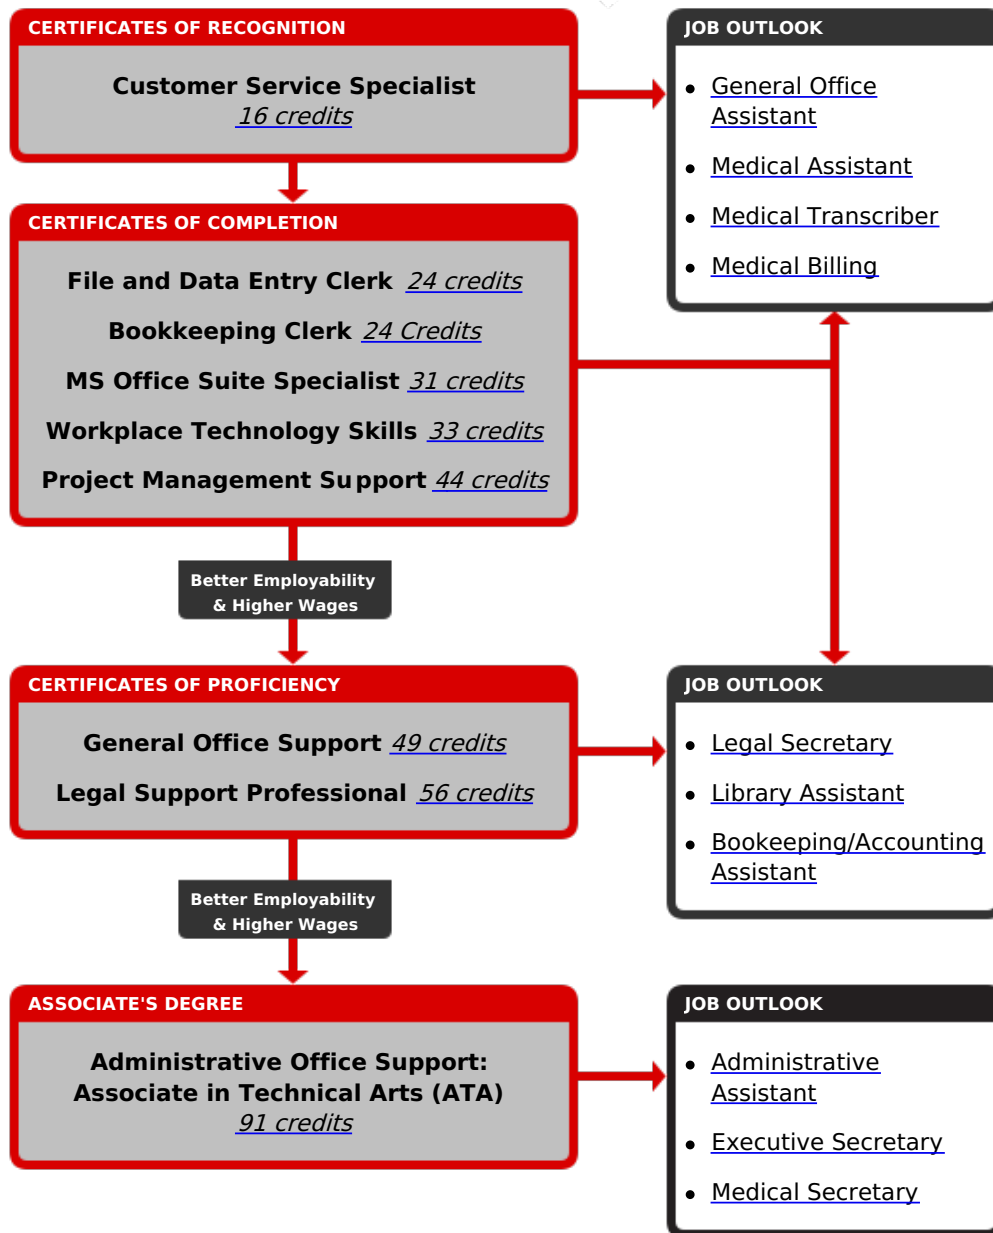 CERTIFICATES OF RECOGNITION
Customer Service Specialist
16 credits
JOB OUTLOOK
General Office
Assistant
Medical Assistant
Medical Transcriber
Medical Billing
CERTIFICATES OF COMPLETION
File and Data Entry Clerk 24 credits
Bookkeeping Clerk 24 Credits
MS Office Suite Specialist 31 credits
Workplace Technology Skills 33 credits
Project Management Support 44 credits
Better Employability
& Higher Wages
CERTIFICATES OF PROFICIENCY
General Office Support 49 credits
Legal Support Professional 56 credits
JOB OUTLOOK
Legal Secretary
Library Assistant
Bookeeping/Accounting
Assistant
Better Employability
& Higher Wages
ASSOCIATE'S DEGREE
Administrative Office Support:
Associate in Technical Arts (ATA)
91 credits
JOB OUTLOOK
Administrative
Assistant
Executive Secretary
Medical Secretary